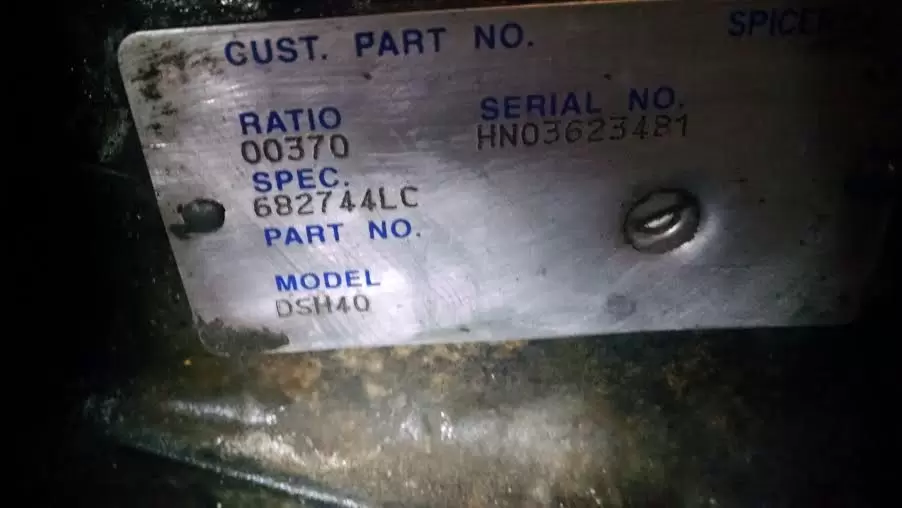 SPICER
CUST. PART NO.
RATIO
00370
SERIAL NO.
HN03623481
SPEC.
682744LC
PART NO.
MODEL
DSH40